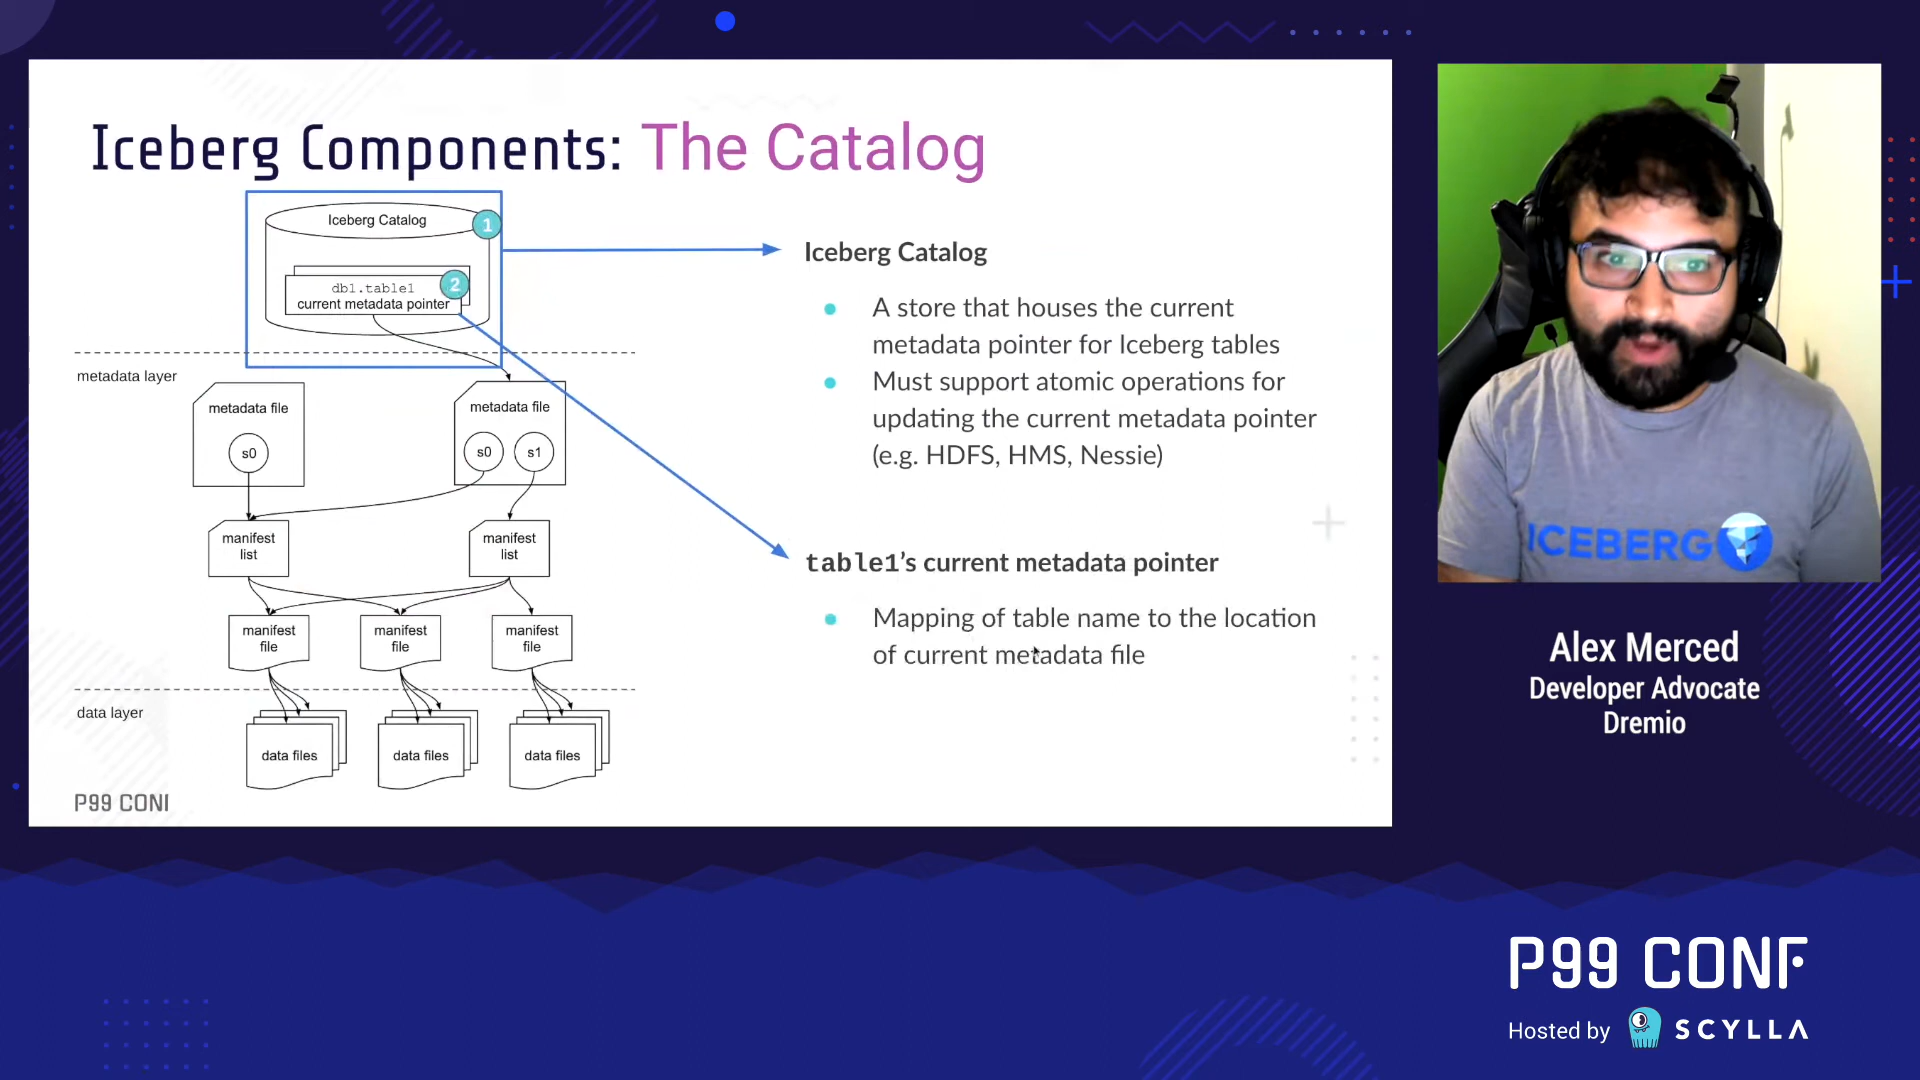 Iceberg Components: The Catalog
Iceberg Catalog
1
db1.table1
2
current metadata pointer
metadata layer
metadata file
s0
metadata file
s0
s1
manifest
list
manifest
list
manifest
file
manifest
file
manifest
file
data layer
data files
data files
data files
P99 CONF
Iceberg Catalog
A store that houses the current
metadata pointer for Iceberg tables
Must support atomic operations for
updating the current metadata pointer
(e.g. HDFS, HMS, Nessie)
table1's current metadata pointer
Mapping of table name to the location
of current metadata file
ICEBERG
Alex Merced
Developer Advocate
Dremio
P99 CONF
Hosted by SCYLLA